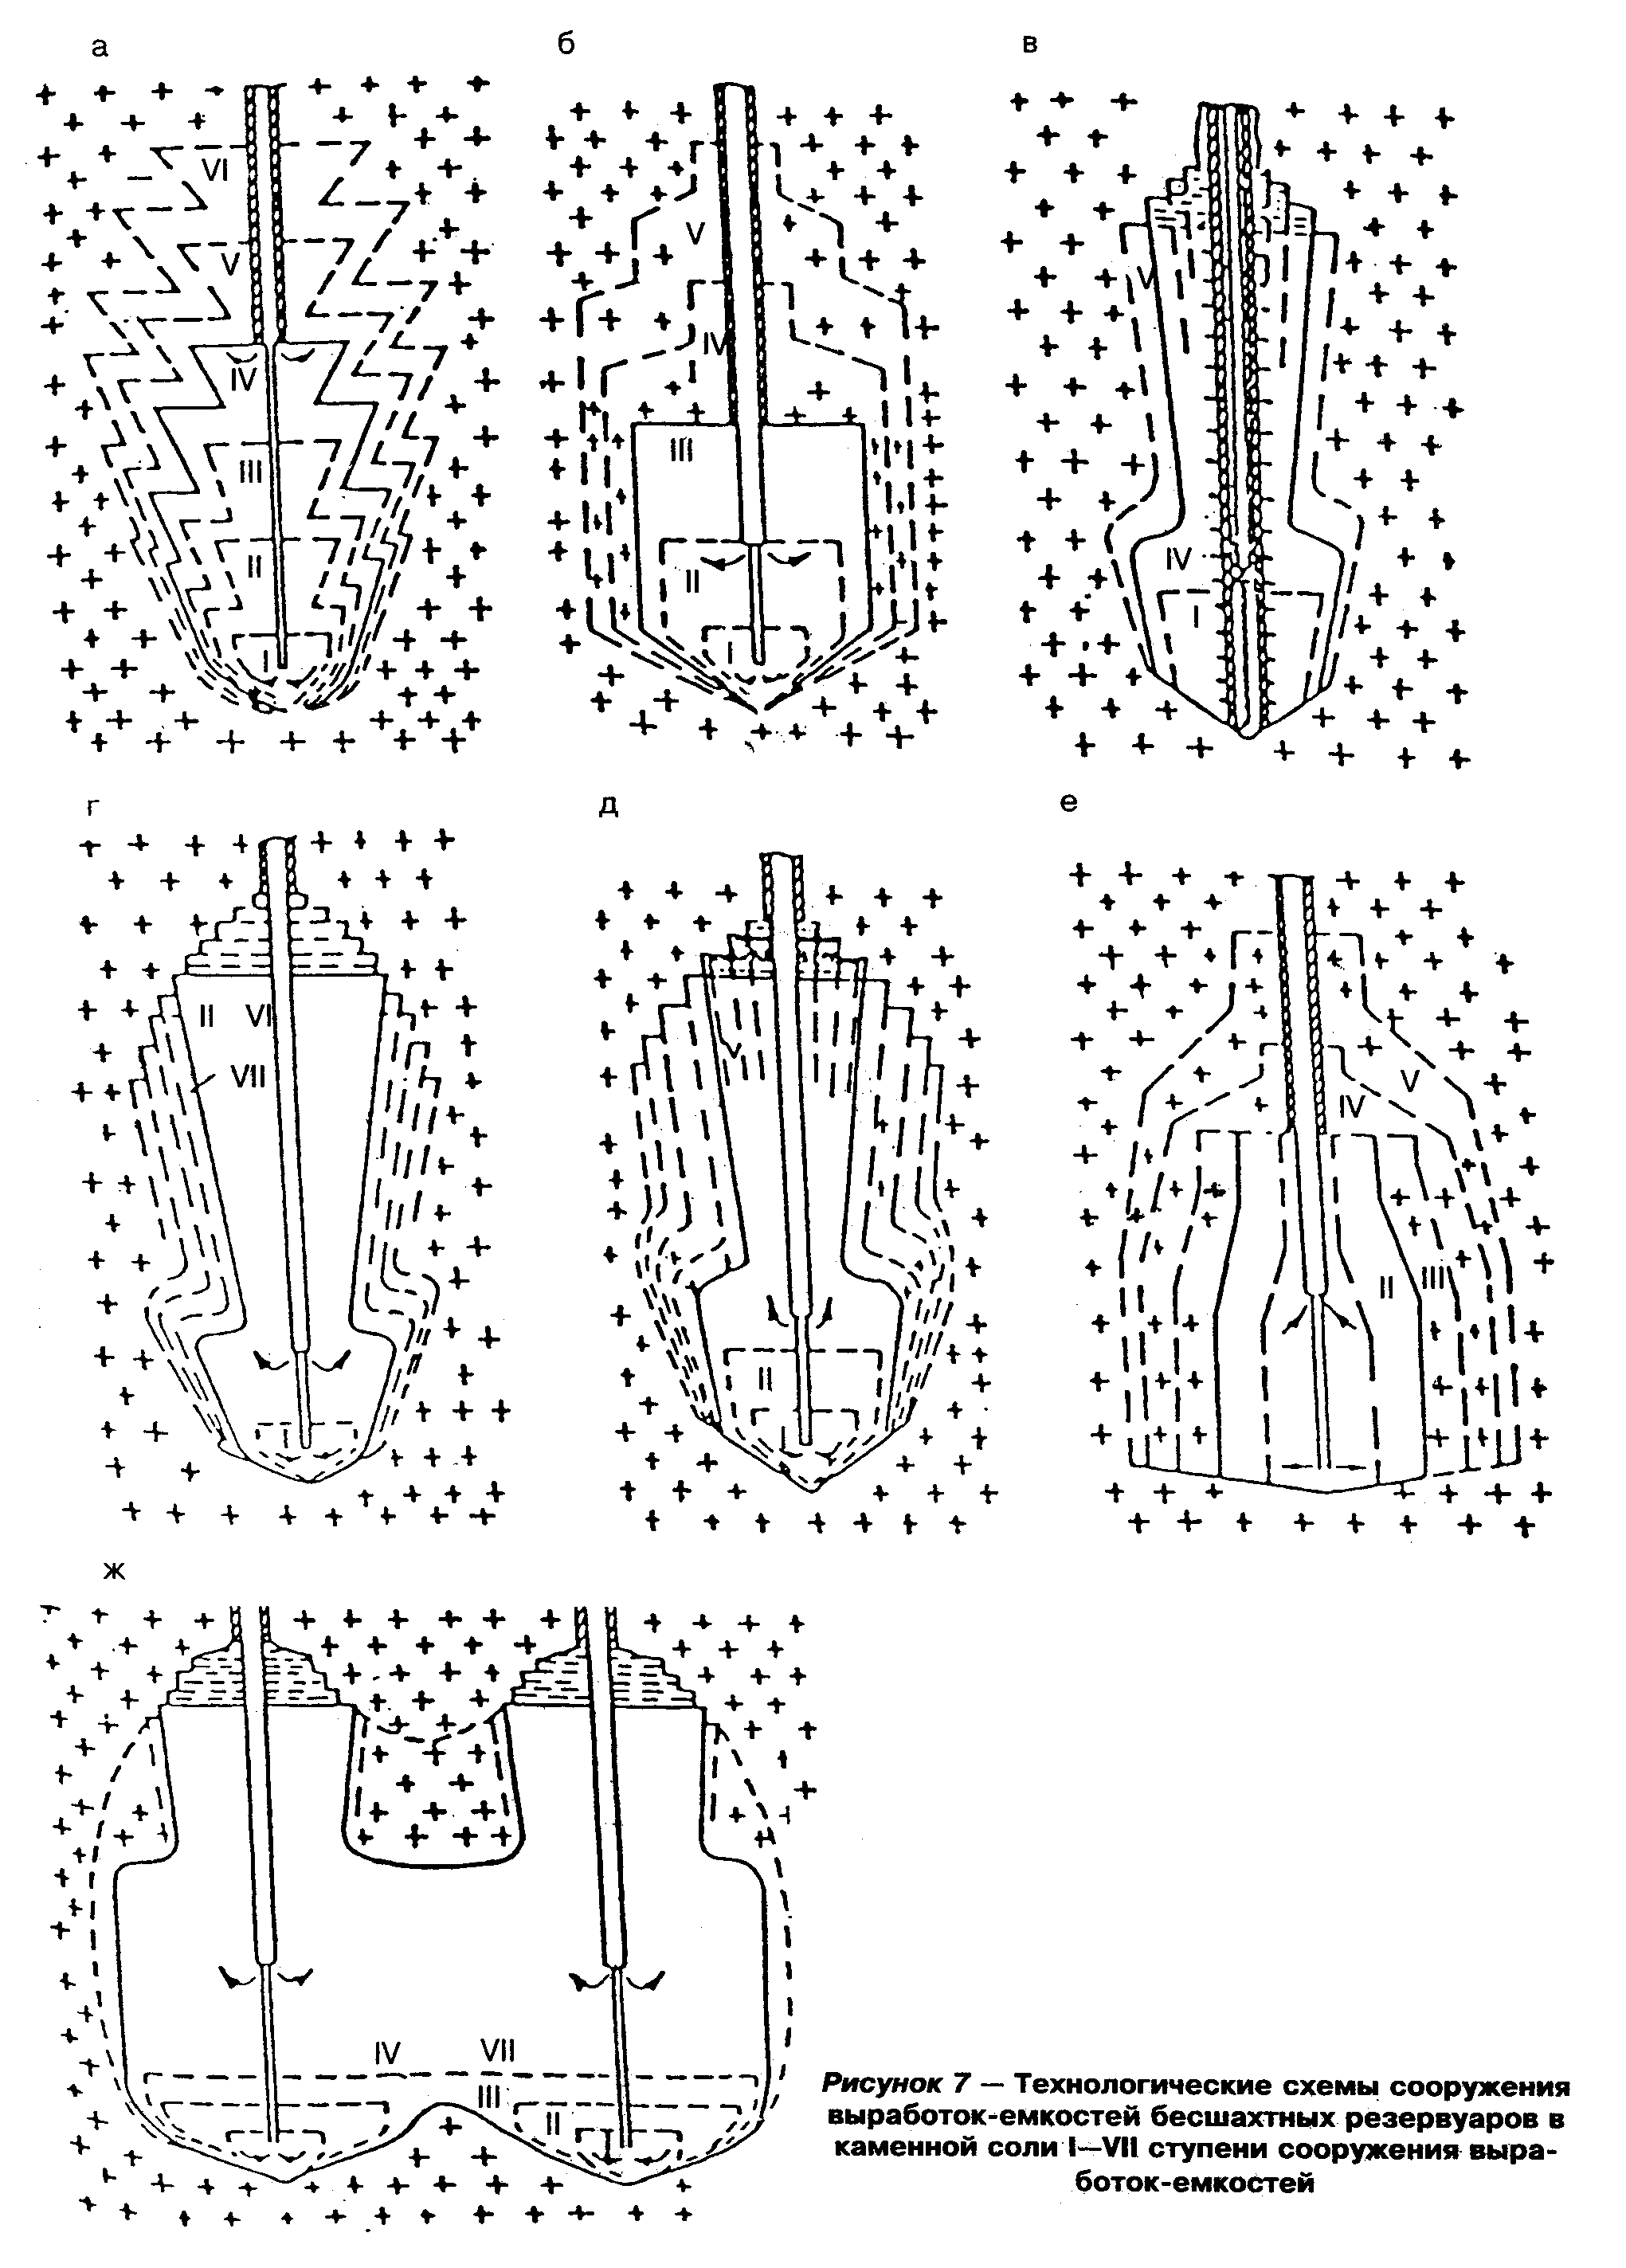 а
б
в
VI
V
IV
III
II
I
V
IV
III
II
I
V
IV
I
г
д
е
II VI
VII
I
V
II
I
V
IV
II
III
ж
IV VII
III
II
I
Рисунок 7 — Технологические схемы сооружения
выработок-емкостей бесшахтных резервуаров в
каменной соли I—VII ступени сооружения выра-
боток-емкостей